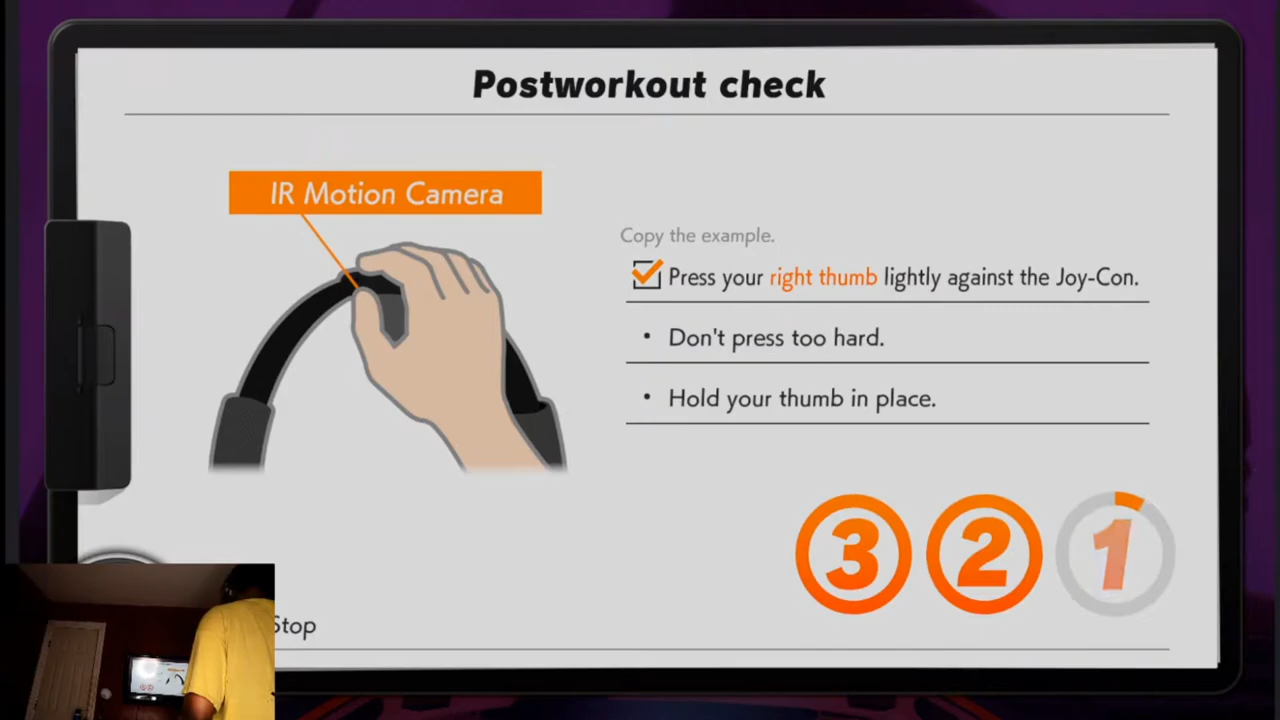 Postworkout check
IR Motion Camera
Copy the example.
Press your right thumb lightly against the Joy-Con.
• Don't press too hard.
• Hold your thumb in place.
3 2 1
Stop